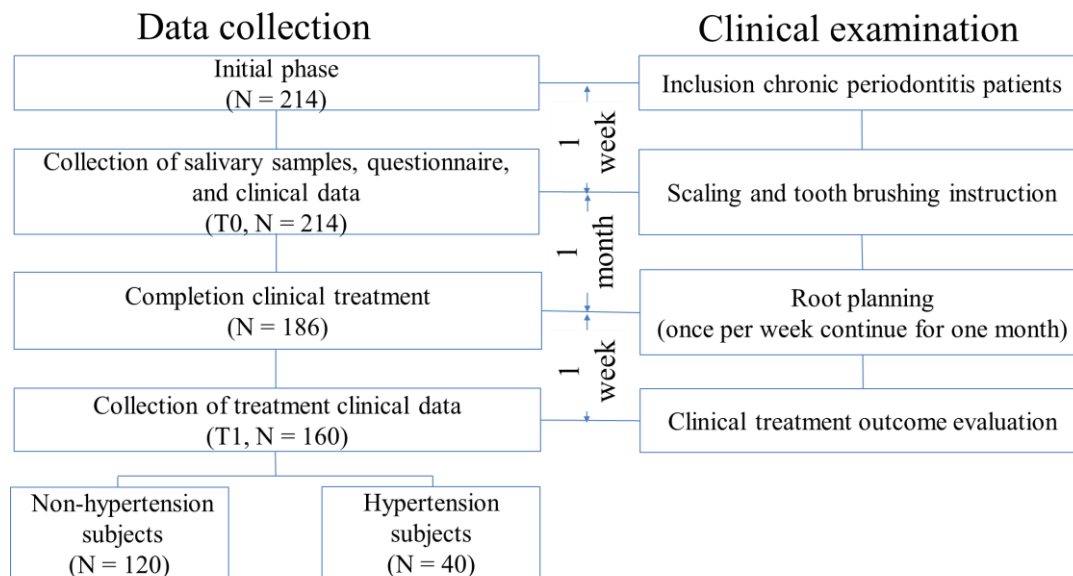 Data collection
Clinical examination
Initial phase
(N = 214)
Inclusion chronic periodontitis patients
1
week
Collection of salivary samples, questionnaire,
and clinical data
(T0, N = 214)
Scaling and tooth brushing instruction
1
month
Completion clinical treatment
(N = 186)
Root planning
(once per week continue for one month)
1
week
Collection of treatment clinical data
(T1, N = 160)
Clinical treatment outcome evaluation
Non-hypertension
subjects
(N = 120)
Hypertension
subjects
(N = 40)